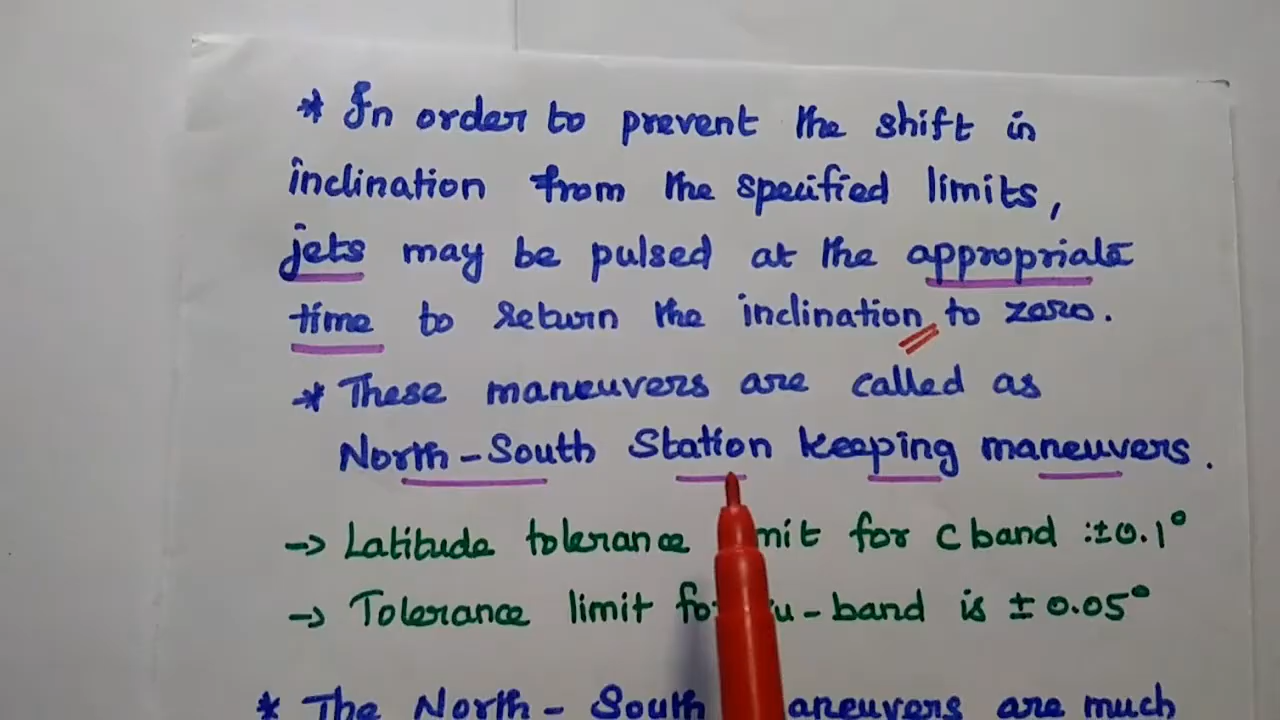 * In order to prevent the shift in
inclination from the specified limits,
jets may be pulsed at the appropriate
time to return the inclination to zero.
* These maneuvers are called as
North-South Station keeping maneuvers.
→ Latitude tolerance mit for C band :±0.1°
→ Tolerance limit fo u-band is ±0.05°
* The North-South aneuvers are much